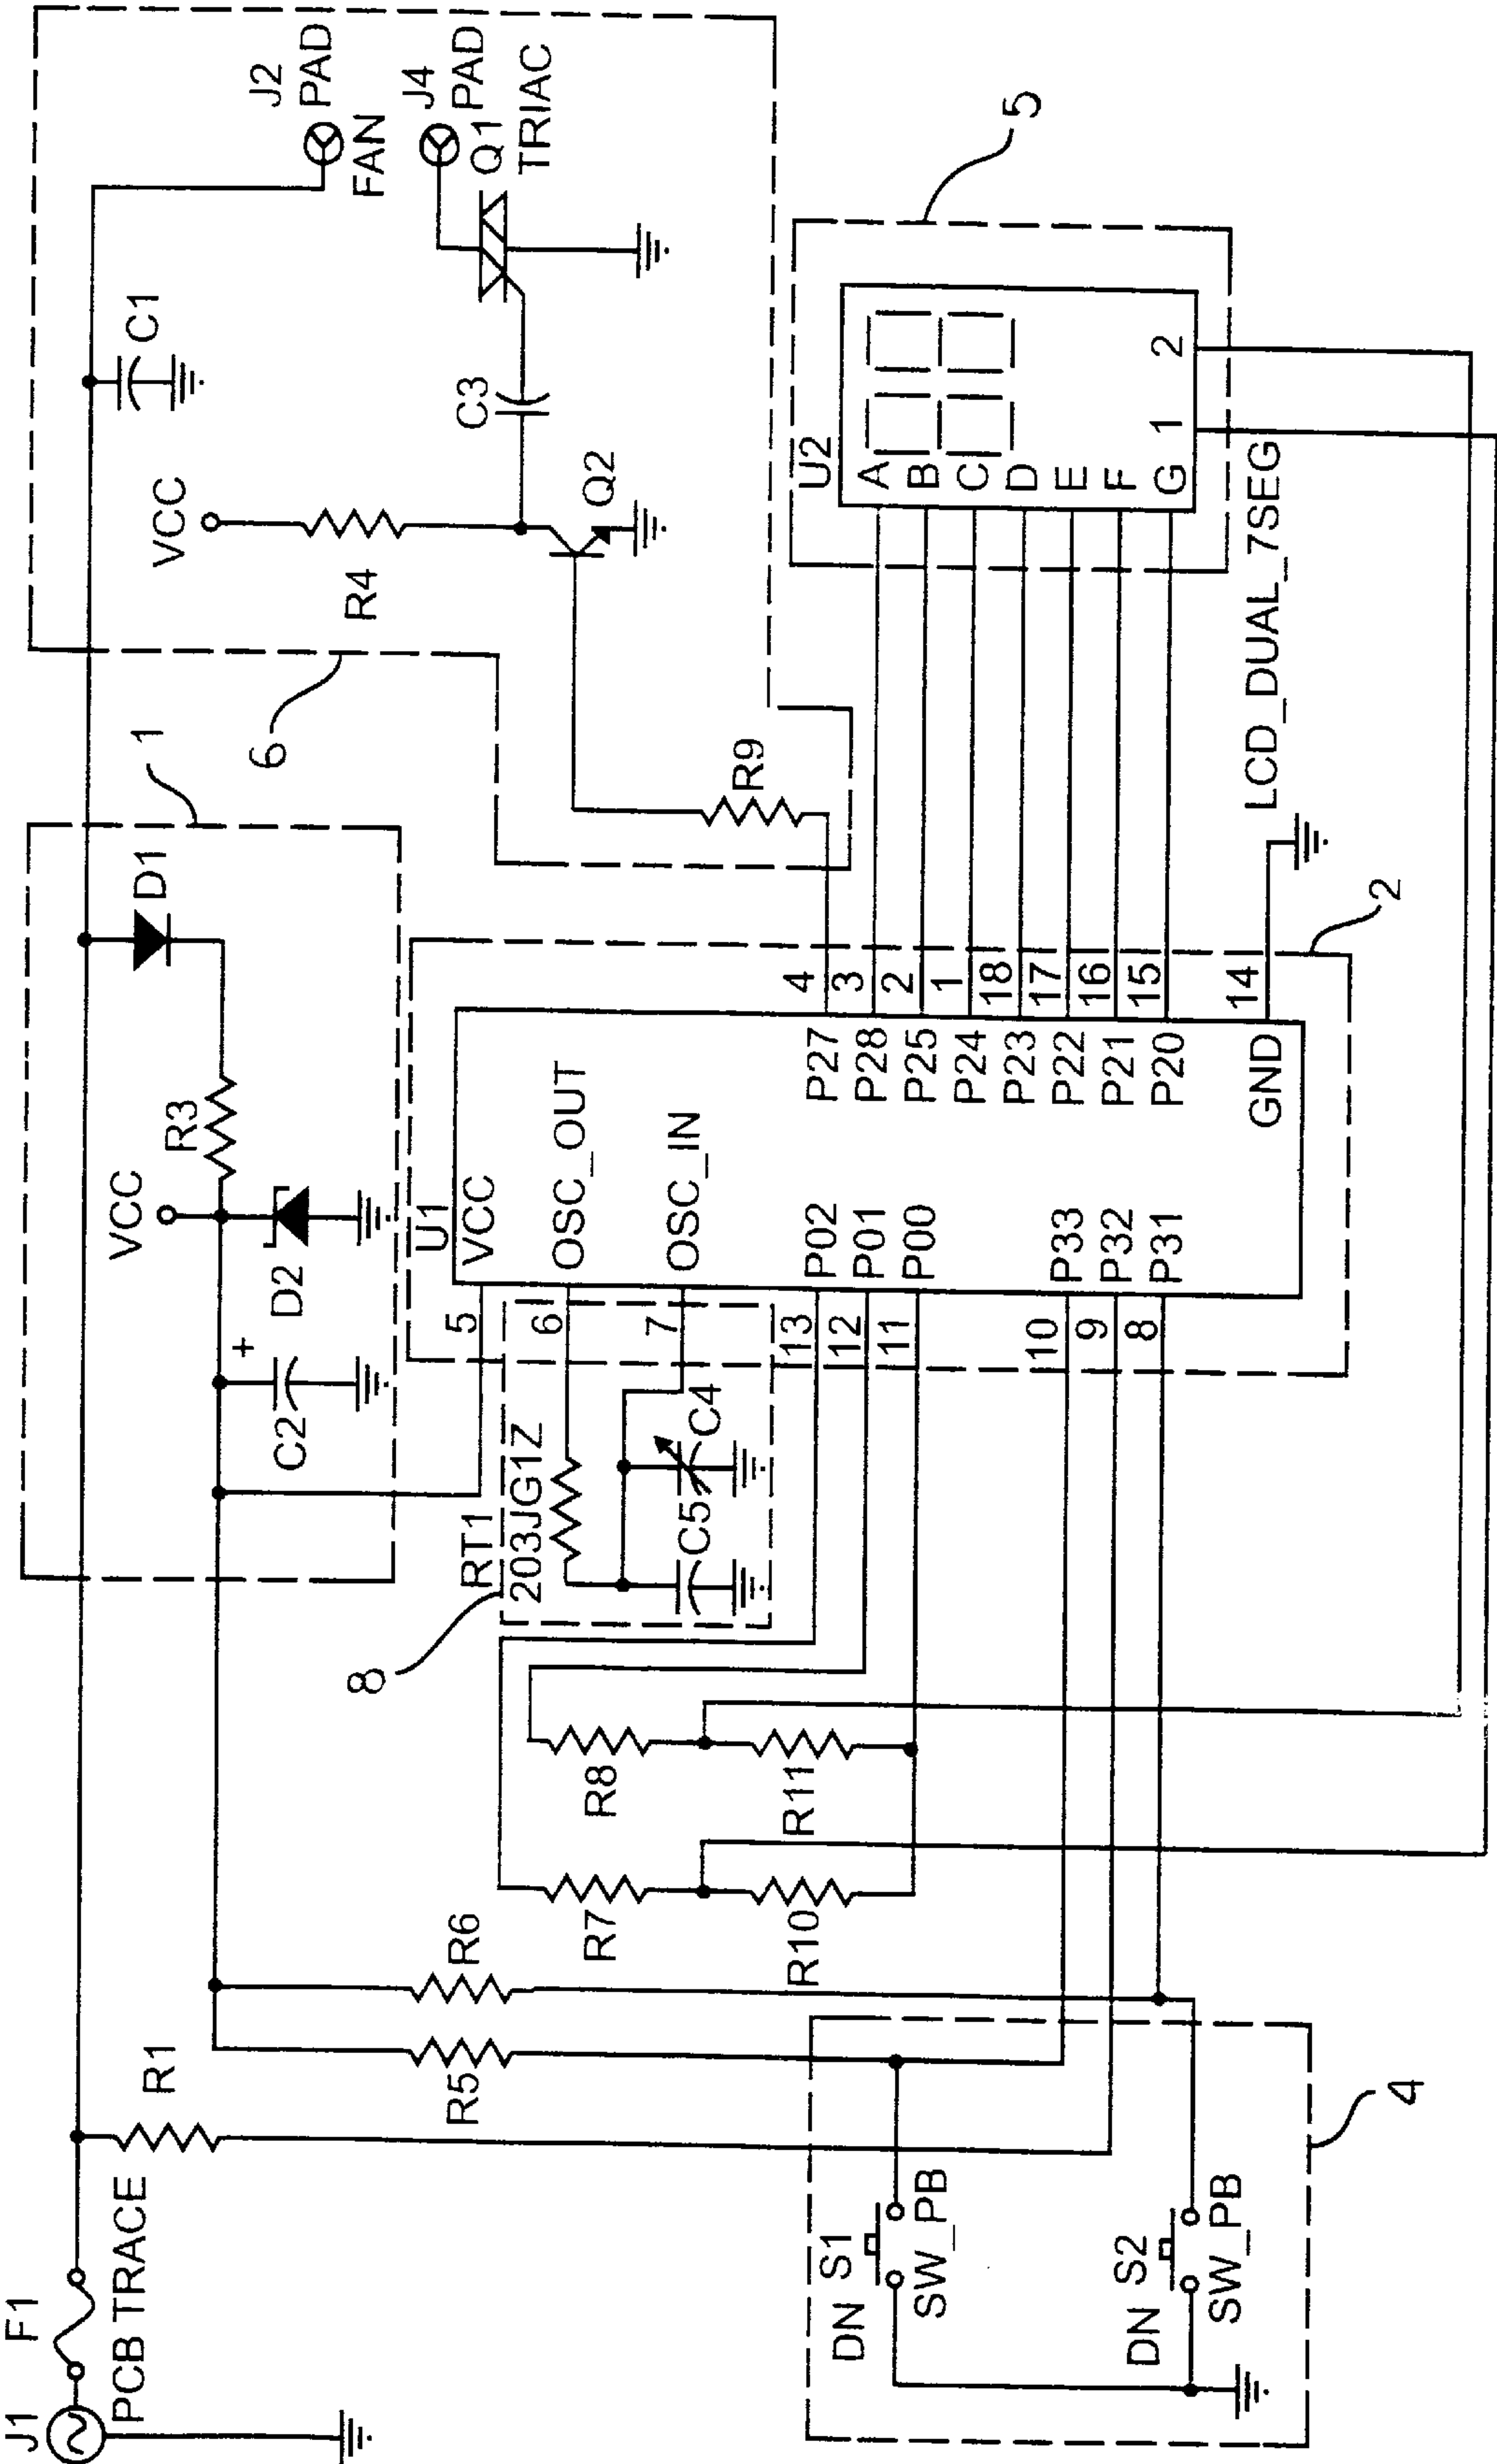 J1
F1
PCB TRACE
R1
R5
R6
R7
R10
R8
R11
8
RT1
203JG1Z
C5
C4
C2
+
D2
VCC
R3
D1
1
6
R4
VCC
C1
Q2
C3
J2
PAD
FAN
J4
PAD
Q1
TRIAC
R9
U1
VCC
OSC_OUT
OSC_IN
P02
P01
P00
P33
P32
P31
5
6
7
13
12
11
10
9
8
P27
P28
P25
P24
P23
P22
P21
P20
GND
4
3
2
1
18
17
16
15
14
2
U2
A
B
C
D
E
F
G
1
2
LCD_DUAL_7SEG
5
DN S1
SW_PB
DN S2
SW_PB
4